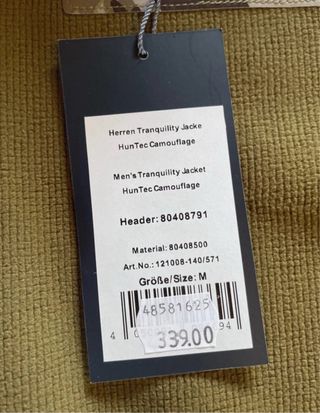 Herren Tranquility Jacke
HunTec Camouflage
Men's Tranquility Jacket
HunTec Camouflage
Header: 80408791
Material: 80408500
Art.No.: 121008-140/571
Größe/Size: M
48581625
339.00